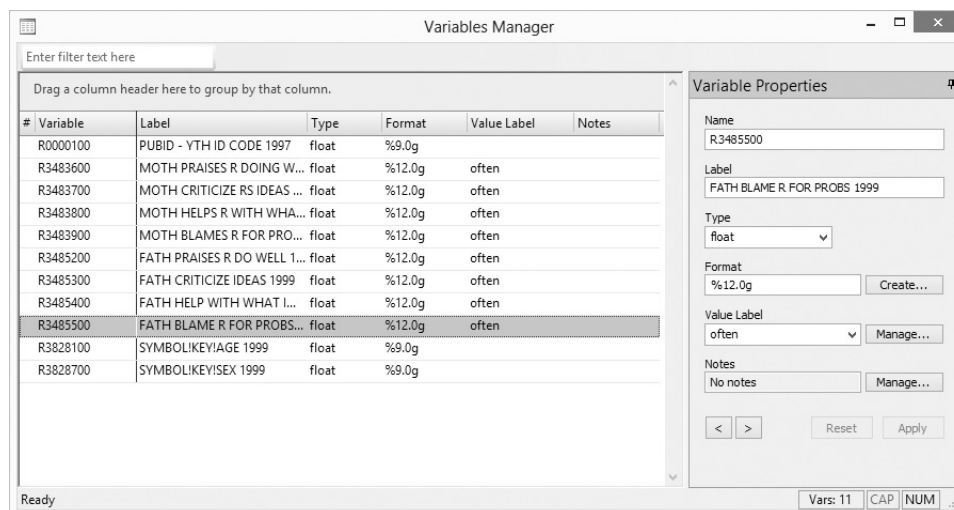 Variables Manager
Enter filter text here
Drag a column header here to group by that column.
# Variable Label Type Format Value Label Notes
R0000100 PUBID - YTH ID CODE 1997 float %9.0g
R3483600 MOTH PRAISES R DOING W... float %12.0g often
R3483700 MOTH CRITICIZE RS IDEAS ... float %12.0g often
R3483800 MOTH HELPS R WITH WHA... float %12.0g often
R3483900 MOTH BLAMES R FOR PRO... float %12.0g often
R3485200 FATH PRAISES R DO WELL 1... float %12.0g often
R3485300 FATH CRITICIZE IDEAS 1999 float %12.0g often
R3485400 FATH HELP WITH WHAT I... float %12.0g often
R3485500 FATH BLAME R FOR PROBS... float %12.0g often
R3828100 SYMBOL!KEY!AGE 1999 float %9.0g
R3828700 SYMBOL!KEY!SEX 1999 float %9.0g
Variable Properties
Name
R3485500
Label
FATH BLAME R FOR PROBS 1999
Type
float
Format
%12.0g Create...
Value Label
often Manage...
Notes
No notes Manage...
< > Reset Apply
Ready Vars: 11 CAP NUM